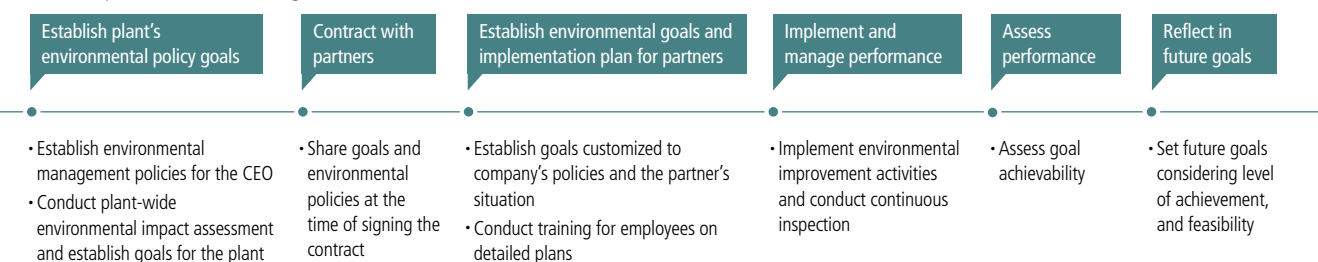 Establish plant's
environmental policy goals
Contract with
partners
Establish environmental goals and
implementation plan for partners
Implement and
manage performance
Assess
performance
Reflect in
future goals
· Establish environmental
management policies for the CEO
· Conduct plant-wide
environmental impact assessment
and establish goals for the plant
· Share goals and
environmental
policies at the
time of signing the
contract
· Establish goals customized to
company's policies and the partner's
situation
· Conduct training for employees on
detailed plans
· Implement environmental
improvement activities
and conduct continuous
inspection
· Assess goal
achievability
· Set future goals
considering level
of achievement,
and feasibility